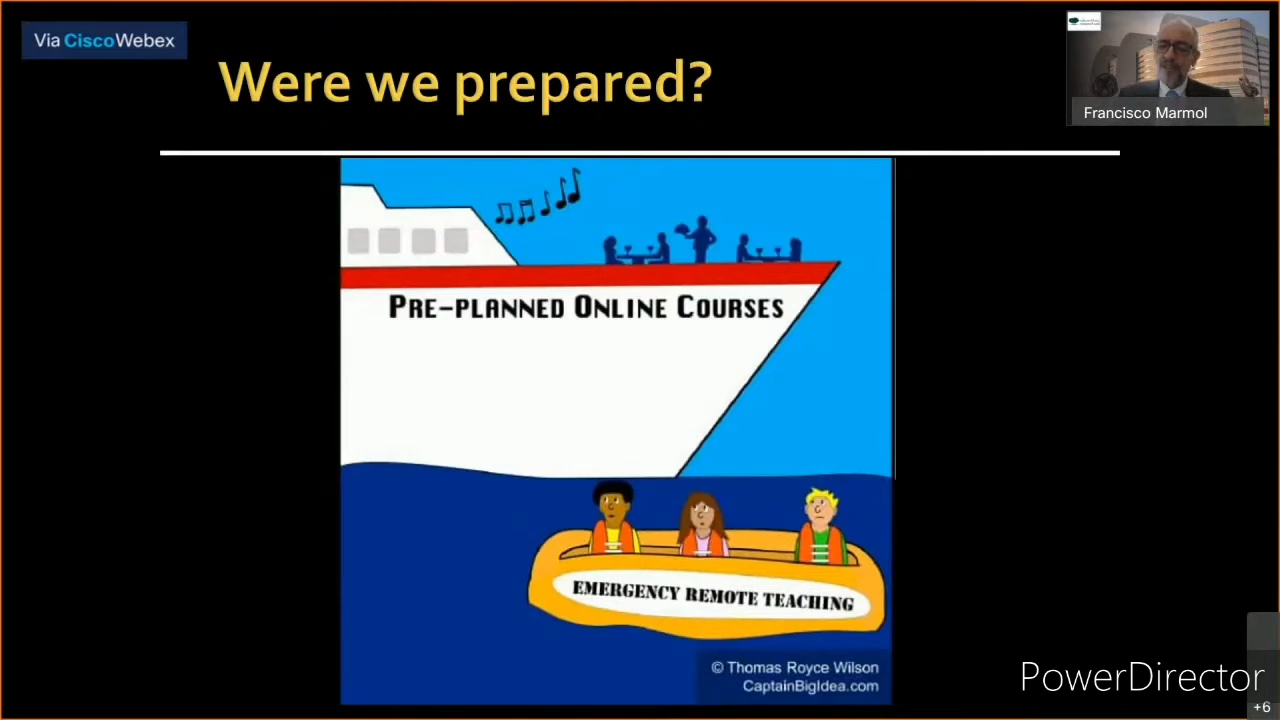 Via CiscoWebex
Were we prepared?
Francisco Marmol
PRE-PLANNED ONLINE COURSES
EMERGENCY REMOTE TEACHING
© Thomas Royce Wilson
CaptainBigIdea.com
PowerDirector
+6